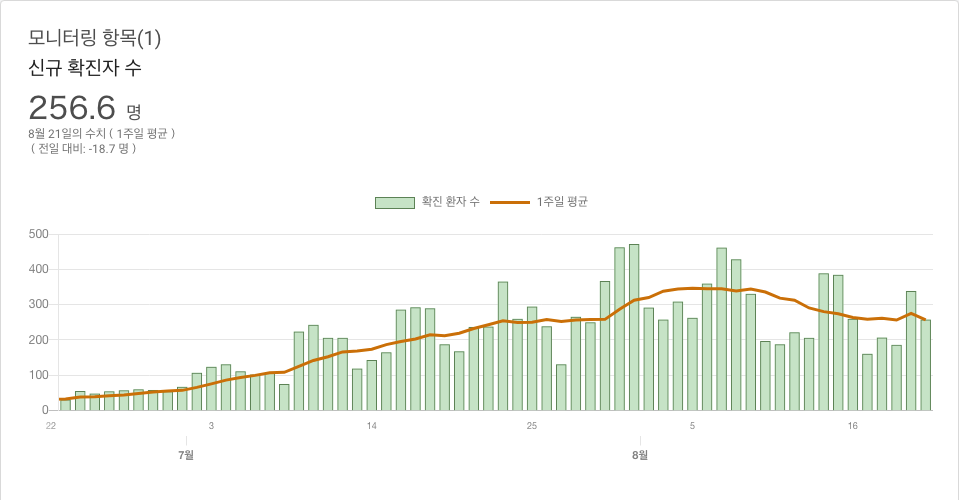 모니터링 항목(1)
신규 확진자 수
256.6 명
8월 21일의 수치 ( 1주일 평균 )
( 전일 대비: -18.7 명 )
확진 환자 수 1주일 평균
500
400
300
200
100
0
22 3 14 25 5 16
7월 8월